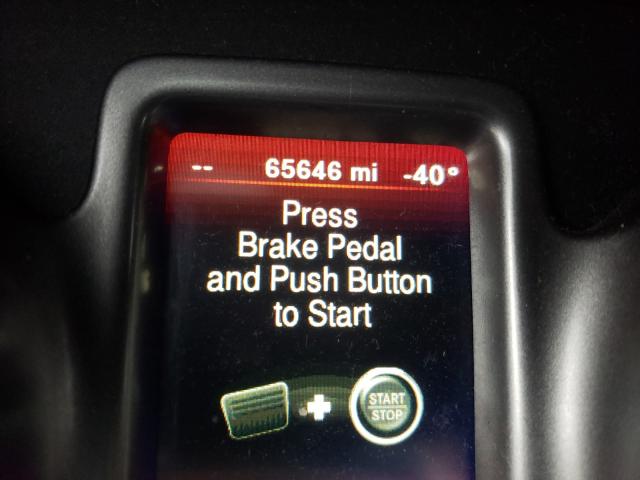 -- 65646 mi -40°
Press
Brake Pedal
and Push Button
to Start
START
STOP